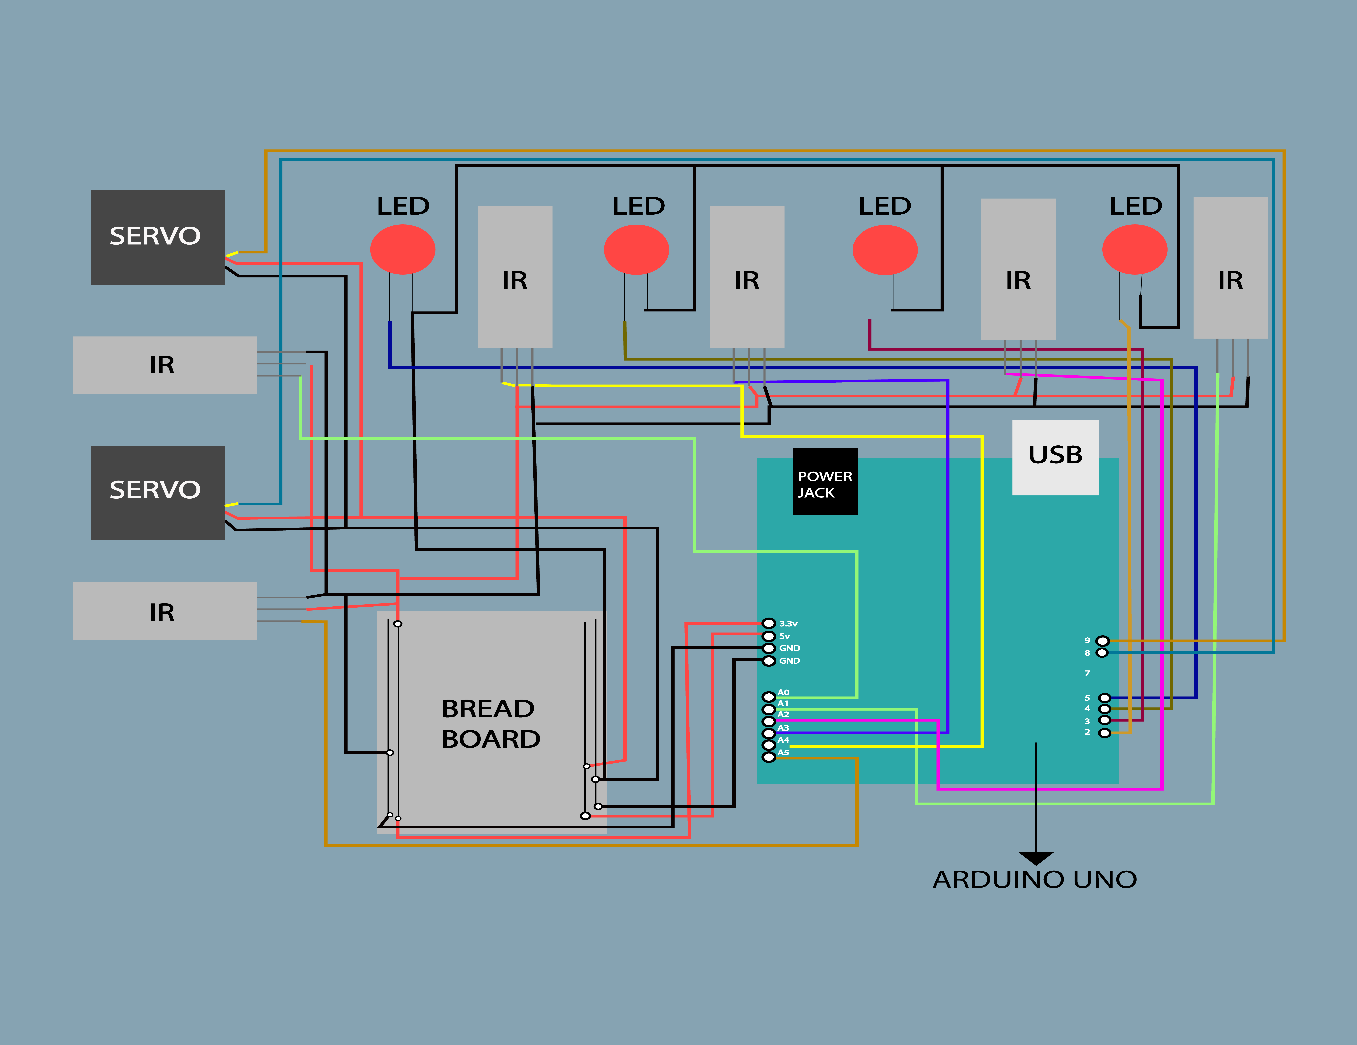 LED
LED
LED
LED
SERVO
IR
IR
IR
IR
IR
SERVO
IR
POWER
JACK
USB
BREAD
BOARD
3.3v
5v
GND
GND
A0
A1
A2
A3
A4
A5
9
8
7
5
4
3
2
ARDUINO UNO